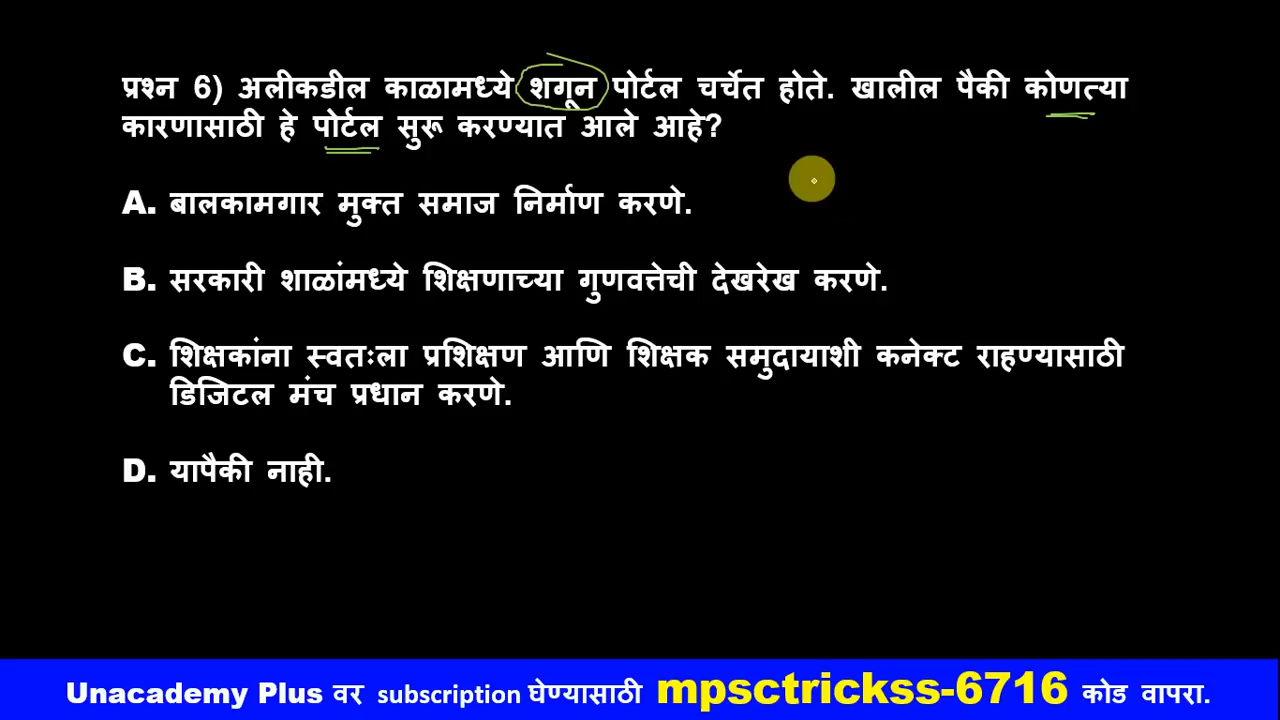 प्रश्न 6) अलीकडील काळामध्ये शगून पोर्टल चर्चेत होते. खालील पैकी कोणत्या
कारणासाठी हे पोर्टल सुरू करण्यात आले आहे?
A. बालकामगार मुक्त समाज निर्माण करणे.
B. सरकारी शाळांमध्ये शिक्षणाच्या गुणवत्तेची देखरेख करणे.
C. शिक्षकांना स्वतःला प्रशिक्षण आणि शिक्षक समुदायाशी कनेक्ट राहण्यासाठी
डिजिटल मंच प्रधान करणे.
D. यापैकी नाही.
Unacademy Plus वर subscription घेण्यासाठी mpsctrickss-6716 कोड वापरा.